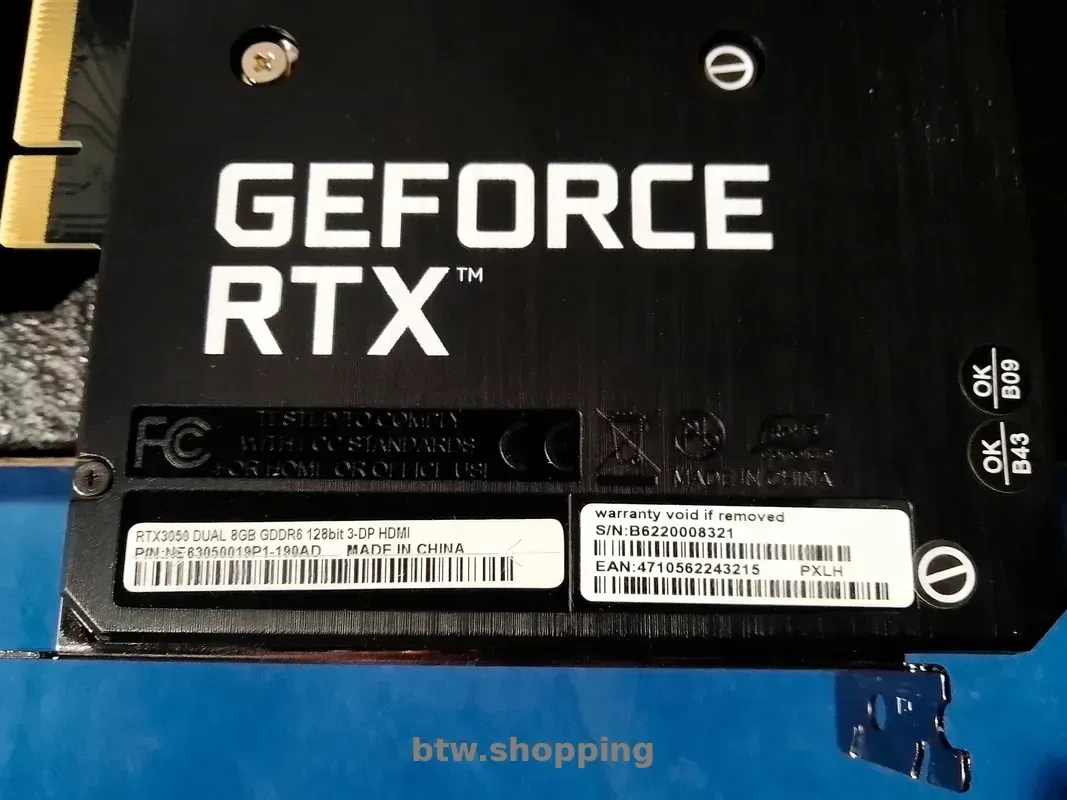 GEFORCE
RTX™
OK
B09
OK
B43
FC
TESTED TO COMPLY
WITH FCC STANDARDS
FOR HOME OR OFFICE USE
CE
MADE IN CHINA
RTX3050 DUAL 8GB GDDR6 128bit 3-DP HDMI
P/N:NE63050019P1-190AD MADE IN CHINA
warranty void if removed
S/N:B6220008321
EAN:4710562243215 PXLH
btw.shopping